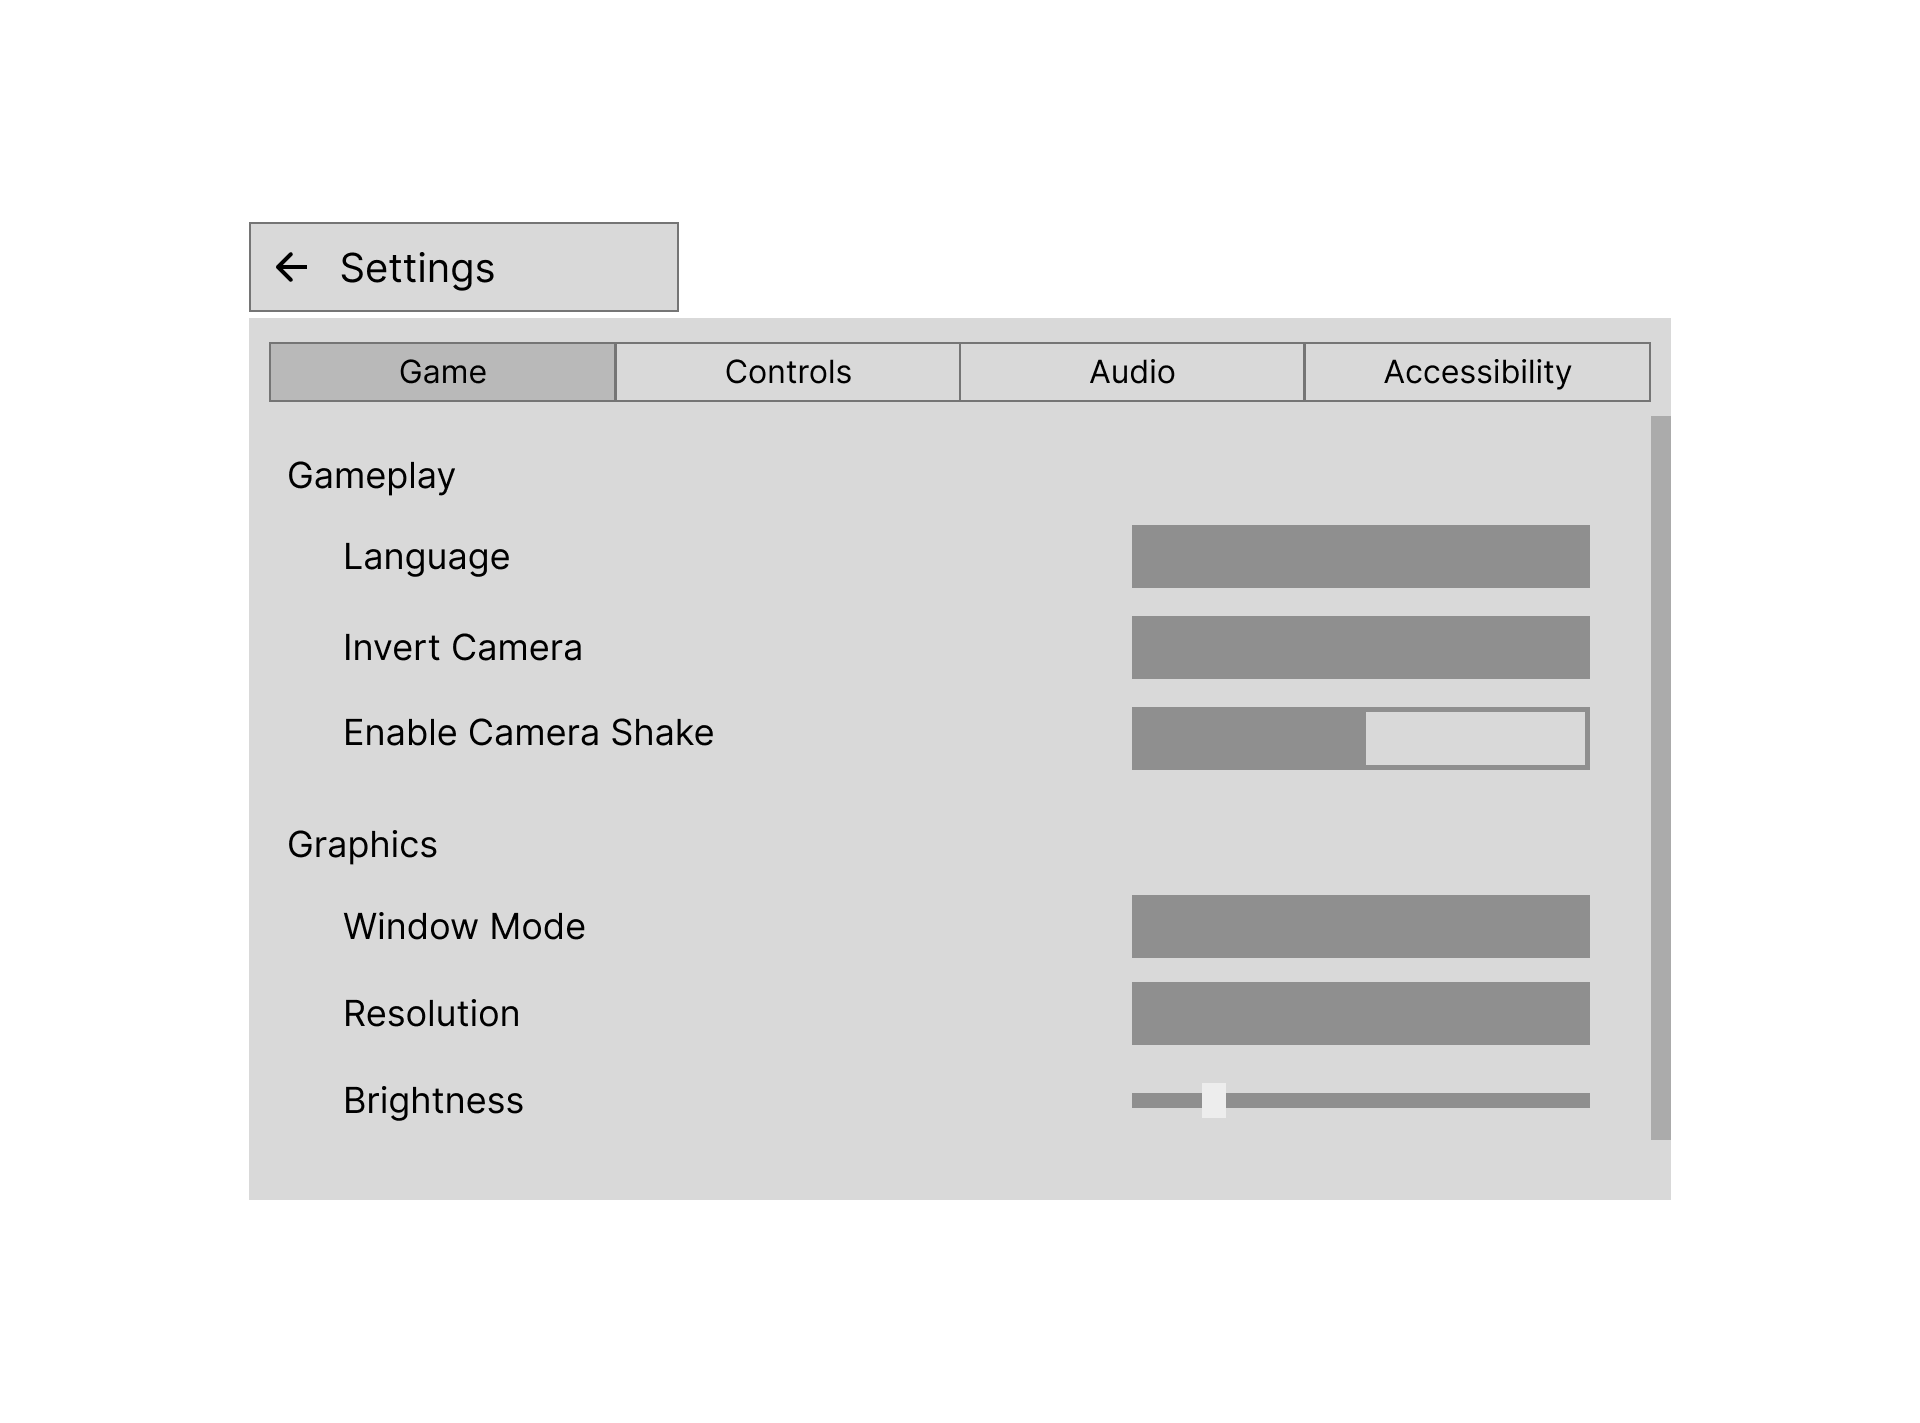 Settings
Game Controls Audio Accessibility
Gameplay
Language
Invert Camera
Enable Camera Shake
Graphics
Window Mode
Resolution
Brightness